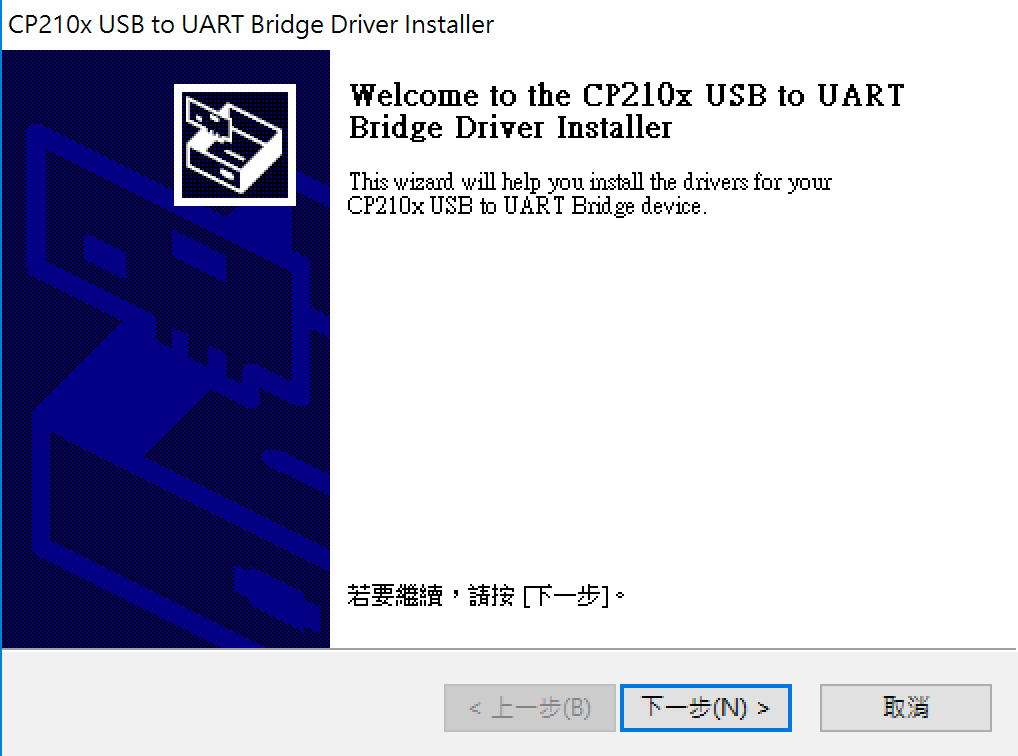 CP210x USB to UART Bridge Driver Installer
Welcome to the CP210x USB to UART
Bridge Driver Installer
This wizard will help you install the drivers for your
CP210x USB to UART Bridge device.
若要繼續，請按 [下一步]。
< 上一步(B)
下一步(N) >
取消